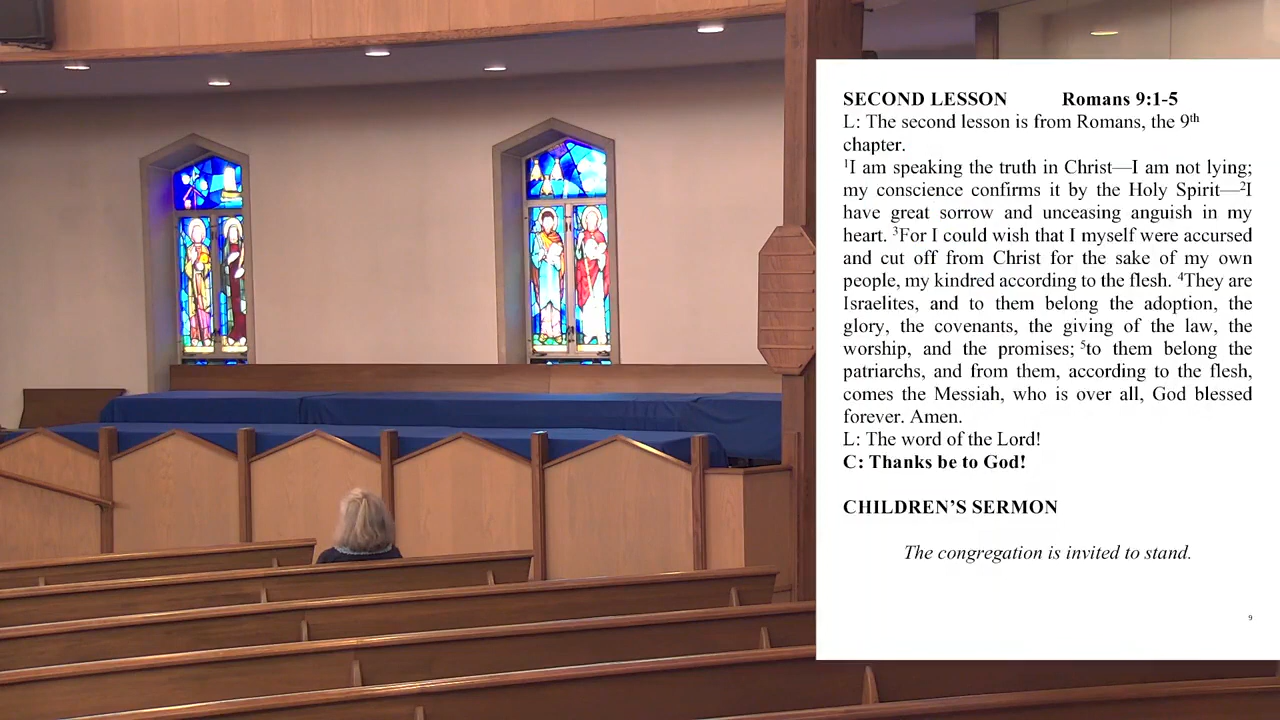 SECOND LESSON Romans 9:1-5
L: The second lesson is from Romans, the 9th
chapter.
1I am speaking the truth in Christ—I am not lying;
my conscience confirms it by the Holy Spirit—2I
have great sorrow and unceasing anguish in my
heart. 3For I could wish that I myself were accursed
and cut off from Christ for the sake of my own
people, my kindred according to the flesh. 4They are
Israelites, and to them belong the adoption, the
glory, the covenants, the giving of the law, the
worship, and the promises; 5to them belong the
patriarchs, and from them, according to the flesh,
comes the Messiah, who is over all, God blessed
forever. Amen.
L: The word of the Lord!
C: Thanks be to God!
CHILDREN’S SERMON
The congregation is invited to stand.
9